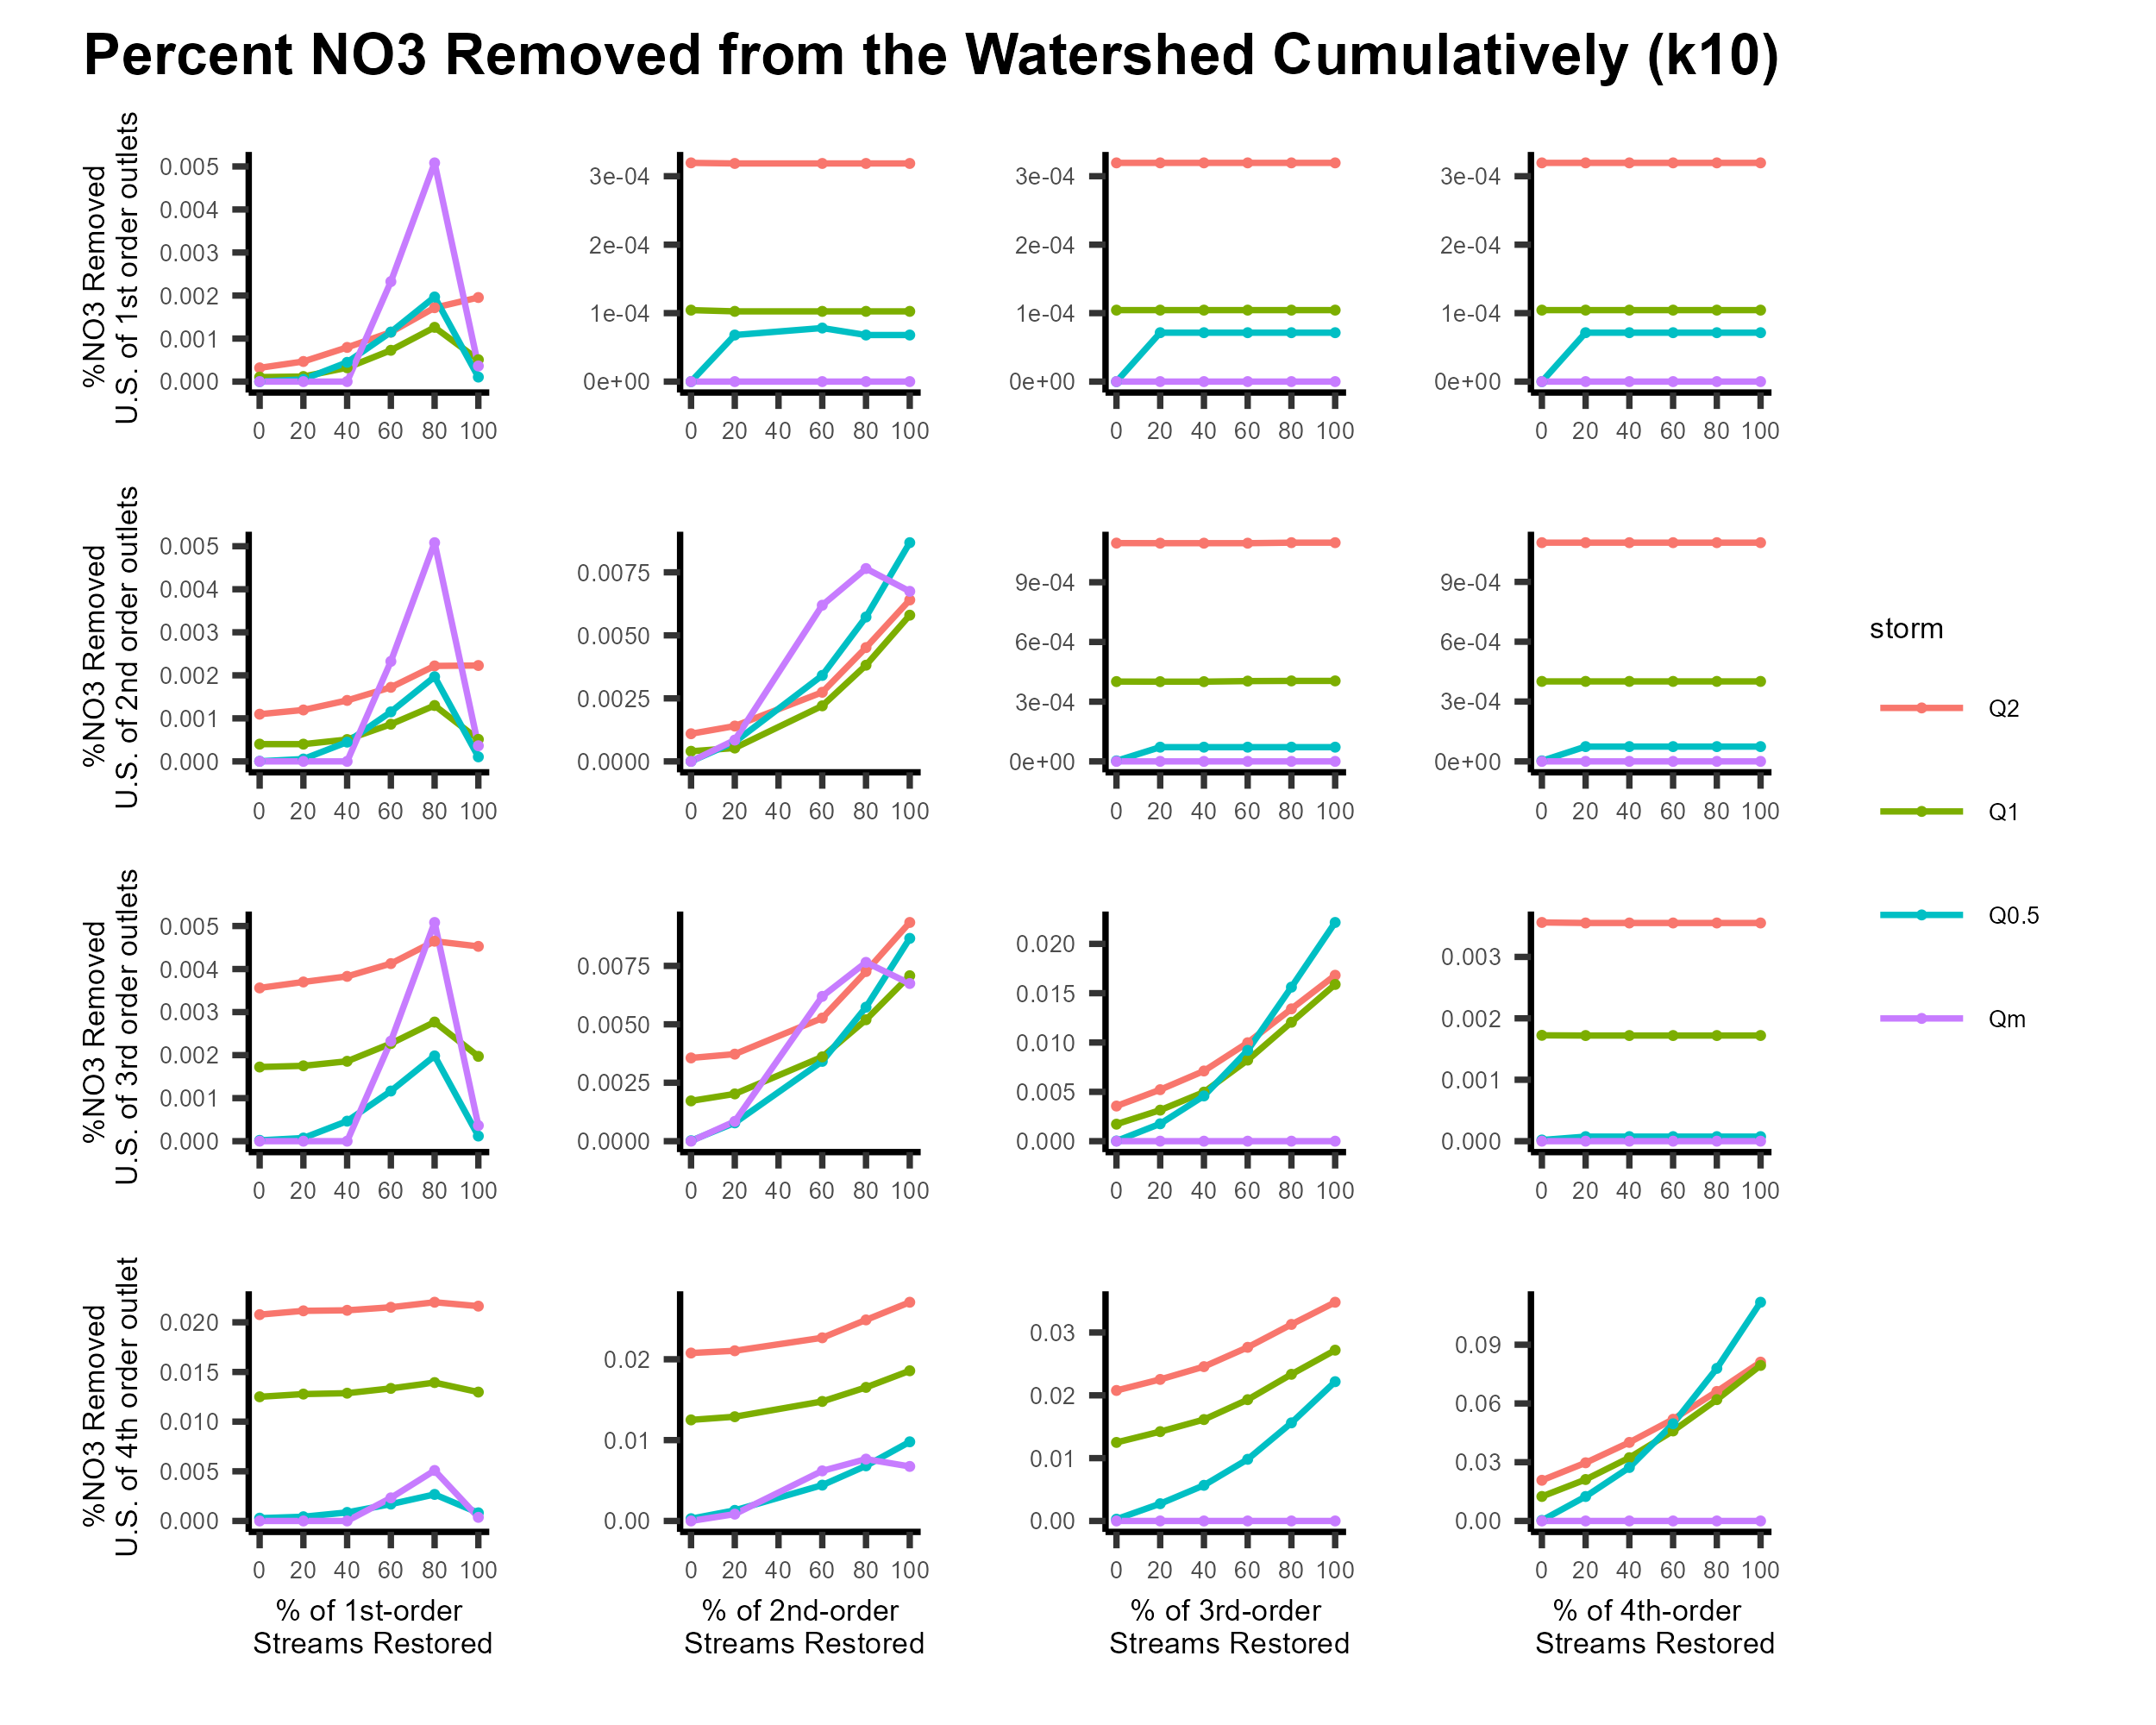 Percent NO3 Removed from the Watershed Cumulatively (k10)
%NO3 Removed
U.S. of 1st order outlets
0.005
0.004
0.003
0.002
0.001
0.000
0 20 40 60 80 100
3e-04
2e-04
1e-04
0e+00
0 20 40 60 80 100
3e-04
2e-04
1e-04
0e+00
0 20 40 60 80 100
3e-04
2e-04
1e-04
0e+00
0 20 40 60 80 100
%NO3 Removed
U.S. of 2nd order outlets
0.005
0.004
0.003
0.002
0.001
0.000
0 20 40 60 80 100
0.0075
0.0050
0.0025
0.0000
0 20 40 60 80 100
9e-04
6e-04
3e-04
0e+00
0 20 40 60 80 100
9e-04
6e-04
3e-04
0e+00
0 20 40 60 80 100
%NO3 Removed
U.S. of 3rd order outlets
0.005
0.004
0.003
0.002
0.001
0.000
0 20 40 60 80 100
0.0075
0.0050
0.0025
0.0000
0 20 40 60 80 100
0.020
0.015
0.010
0.005
0.000
0 20 40 60 80 100
0.003
0.002
0.001
0.000
0 20 40 60 80 100
%NO3 Removed
U.S. of 4th order outlet
0.020
0.015
0.010
0.005
0.000
0 20 40 60 80 100
% of 1st-order
Streams Restored
0.02
0.01
0.00
0 20 40 60 80 100
% of 2nd-order
Streams Restored
0.03
0.02
0.01
0.00
0 20 40 60 80 100
% of 3rd-order
Streams Restored
0.09
0.06
0.03
0.00
0 20 40 60 80 100
% of 4th-order
Streams Restored
storm
Q2
Q1
Q0.5
Qm